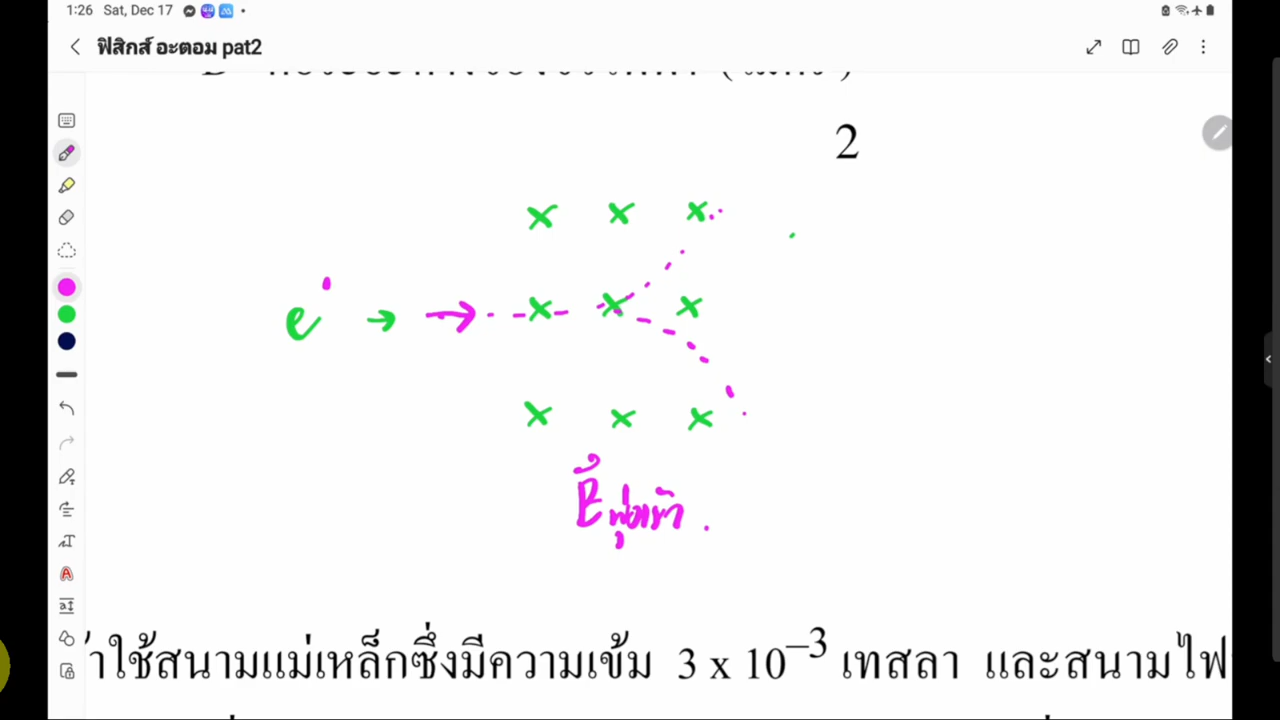 1:26 Sat, Dec 17
ฟิสิกส์ อะตอม pat2
2
x x x
e
x x x
x x x
พุ่งเข้า
ใช้สนามแม่เหล็กซึ่งมีความเข้ม 3 x 10⁻³ เทสลา และสนามไฟ